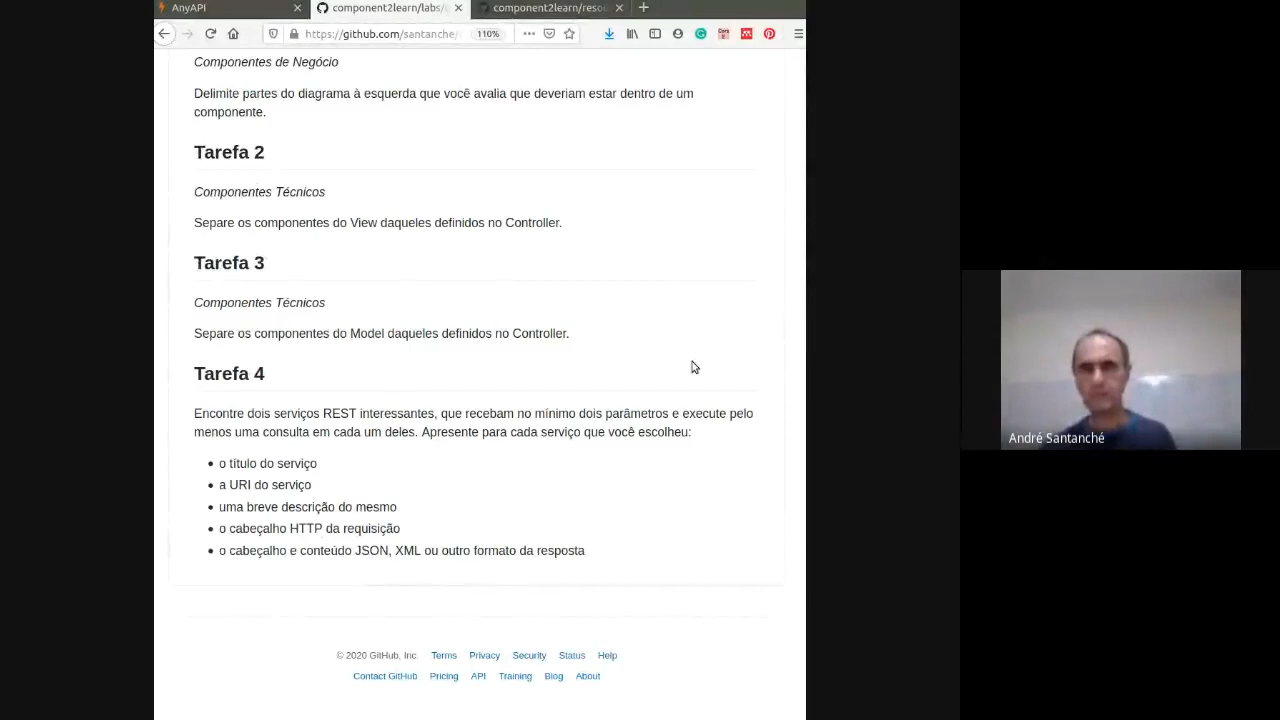 AnyAPI
component2learn/labs/
component2learn/resou
https://github.com/santanche/
110%
Componentes de Negócio
Delimite partes do diagrama à esquerda que você avalia que deveriam estar dentro de um
componente.
Tarefa 2
Componentes Técnicos
Separe os componentes do View daqueles definidos no Controller.
Tarefa 3
Componentes Técnicos
Separe os componentes do Model daqueles definidos no Controller.
Tarefa 4
Encontre dois serviços REST interessantes, que recebam no mínimo dois parâmetros e execute pelo
menos uma consulta em cada um deles. Apresente para cada serviço que você escolheu:
• o título do serviço
• a URI do serviço
• uma breve descrição do mesmo
• o cabeçalho HTTP da requisição
• o cabeçalho e conteúdo JSON, XML ou outro formato da resposta
© 2020 GitHub, Inc. Terms Privacy Security Status Help
Contact GitHub Pricing API Training Blog About
André Santanché